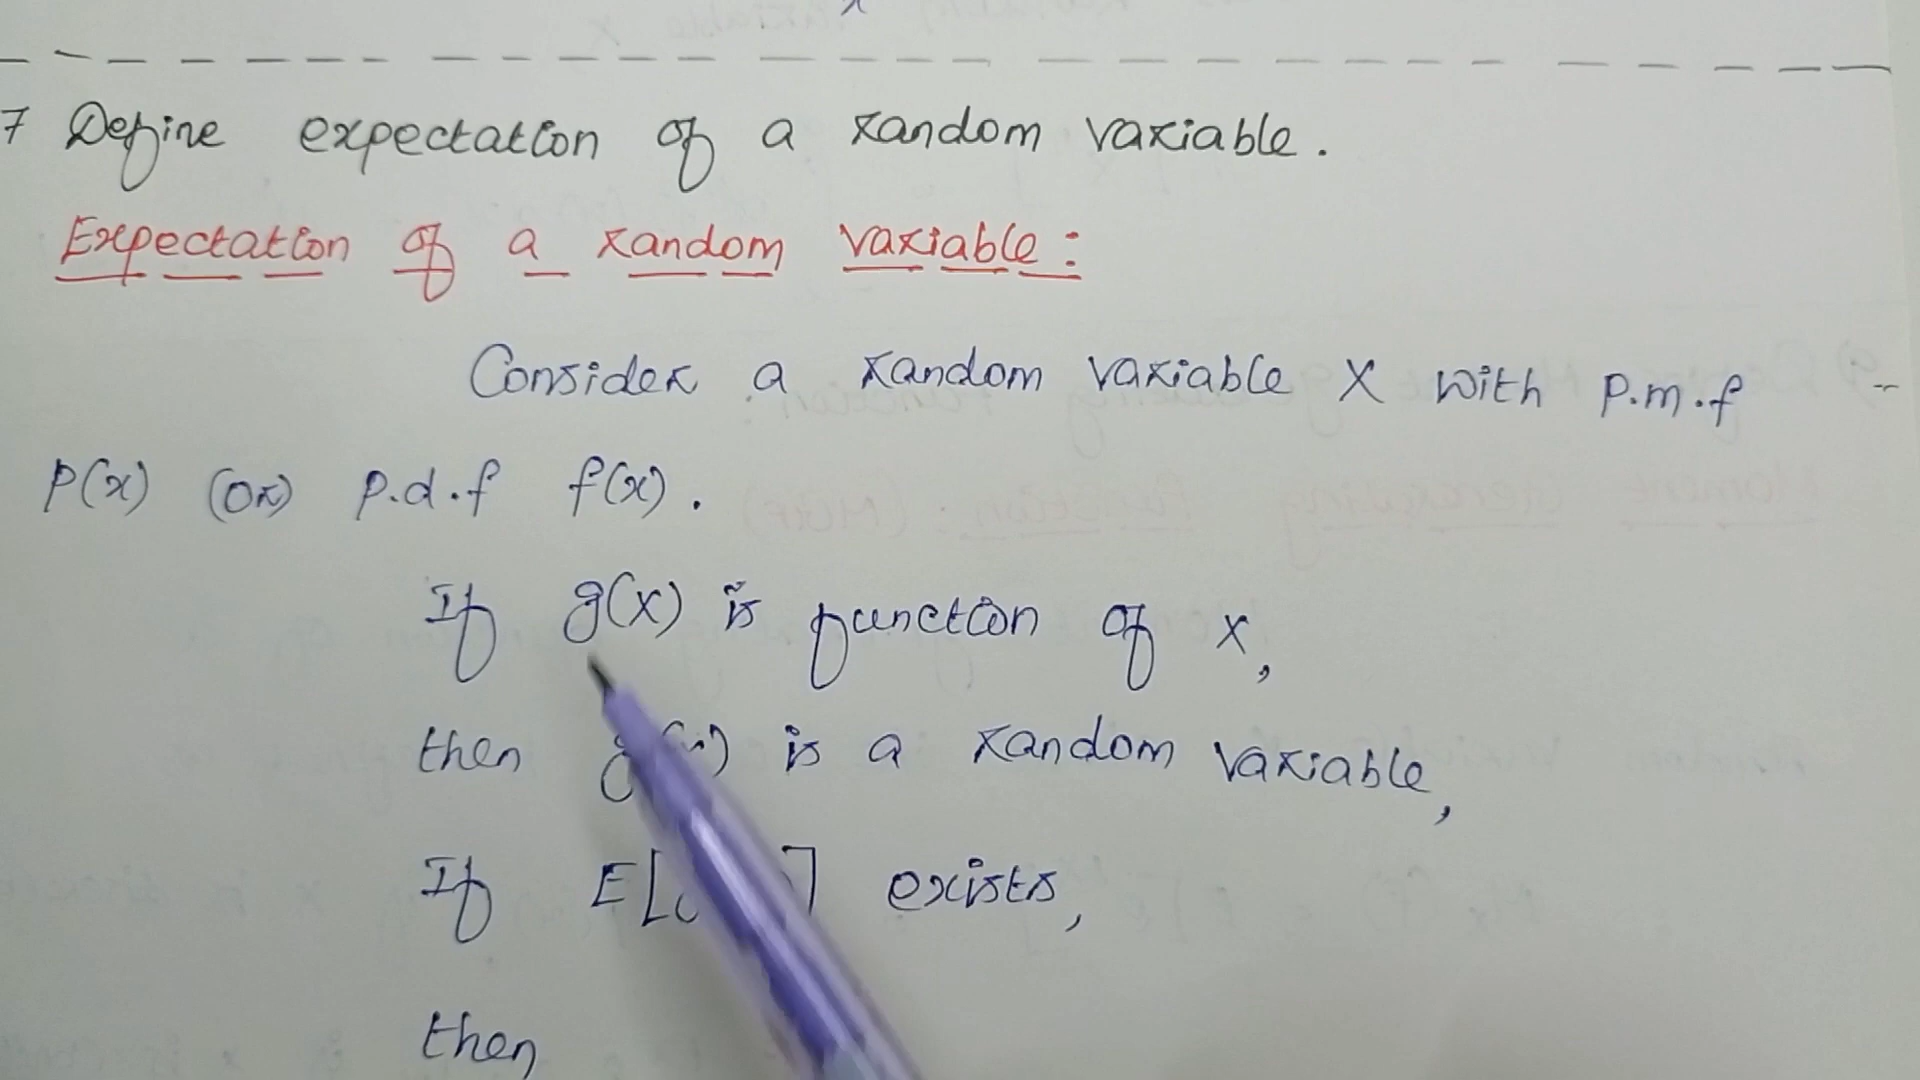 7 Define expectation of a random variable.
Expectation of a random variable:
Consider a random variable X with p.m.f
P(x) (or) p.d.f f(x).
If g(X) is function of X,
then is a random variable,
If exists,
then